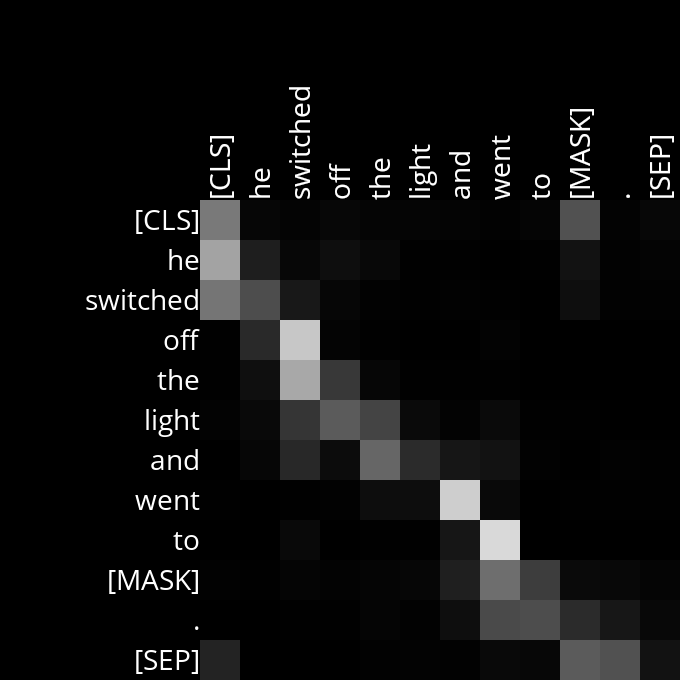 [CLS] he switched off the light and went to [MASK] . [SEP]
[CLS]
he
switched
off
the
light
and
went
to
[MASK]
.
[SEP]